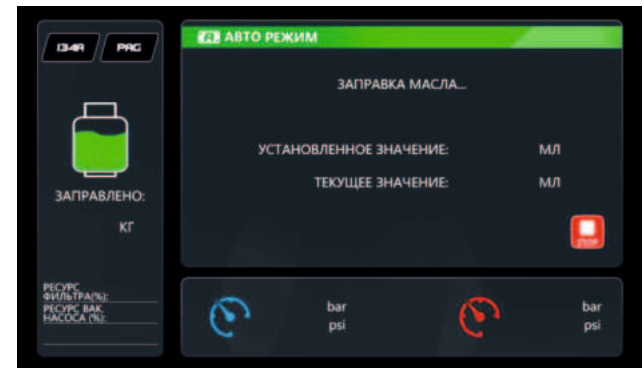 134A PAG
ЗАПРАВЛЕНО:
КГ
РЕСУРС
ФИЛЬТРА(%):
РЕСУРС ВАК.
НАСОСА (%):
АВТО РЕЖИМ
ЗАПРАВКА МАСЛА...
УСТАНОВЛЕННОЕ ЗНАЧЕНИЕ: МЛ
ТЕКУЩЕЕ ЗНАЧЕНИЕ: МЛ
STOP
bar
psi
bar
psi